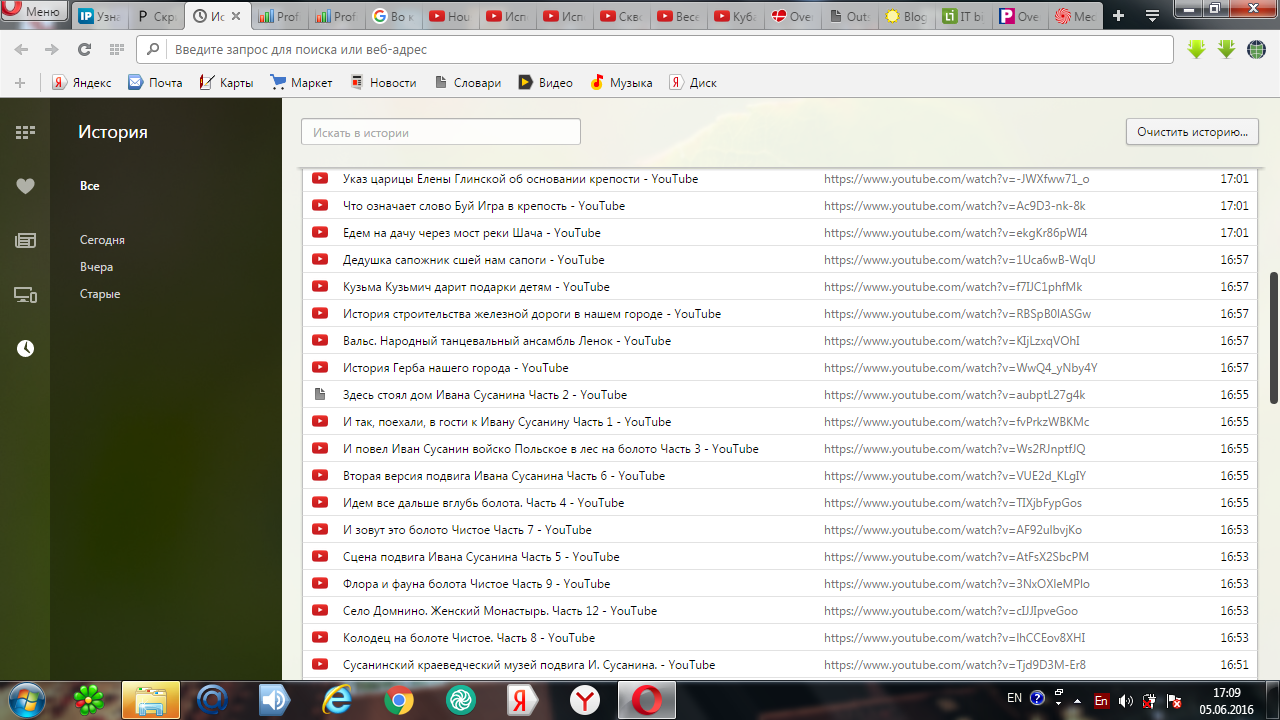 Меню
Узна
Скр
Ис
Prof
Prof
Во к
Нou
Исп
Исп
Скво
Весе
Куба
Ove
Outs
Blog
IT bl
Ove
Мес
Введите запрос для поиска или веб-адрес
Яндекс Почта Карты Маркет Новости Словари Видео Музыка Диск
История
Искать в истории
Очистить историю...
Все
Сегодня
Вчера
Старые
Указ царицы Елены Глинской об основании крепости - YouTube https://www.youtube.com/watch?v=-JWXfww71_o 17:01
Что означает слово Буй Игра в крепость - YouTube https://www.youtube.com/watch?v=Ac9D3-nk-8k 17:01
Едем на дачу через мост реки Шача - YouTube https://www.youtube.com/watch?v=ekgKr86pWI4 17:01
Дедушка сапожник сшей нам сапоги - YouTube https://www.youtube.com/watch?v=1Uca6wB-WqU 16:57
Кузьма Кузьмич дарит подарки детям - YouTube https://www.youtube.com/watch?v=f7IJC1phfMk 16:57
История строительства железной дороги в нашем городе - YouTube https://www.youtube.com/watch?v=RBSpB0IASGw 16:57
Вальс. Народный танцевальный ансамбль Ленок - YouTube https://www.youtube.com/watch?v=KIjLzxqVOhI 16:57
История Герба нашего города - YouTube https://www.youtube.com/watch?v=WwQ4_yNby4Y 16:57
Здесь стоял дом Ивана Сусанина Часть 2 - YouTube https://www.youtube.com/watch?v=aubptL27g4k 16:55
И так, поехали, в гости к Ивану Сусанину Часть 1 - YouTube https://www.youtube.com/watch?v=fvPrkzWBKMc 16:55
И повел Иван Сусанин войско Польское в лес на болото Часть 3 - YouTube https://www.youtube.com/watch?v=Ws2RJnptfJQ 16:55
Вторая версия подвига Ивана Сусанина Часть 6 - YouTube https://www.youtube.com/watch?v=VUE2d_KLgIY 16:55
Идем все дальше вглубь болота. Часть 4 - YouTube https://www.youtube.com/watch?v=TIXjbFypGos 16:55
И зовут это болото Чистое Часть 7 - YouTube https://www.youtube.com/watch?v=AF92uIbvjKo 16:53
Сцена подвига Ивана Сусанина Часть 5 - YouTube https://www.youtube.com/watch?v=AtFsX2SbcPM 16:53
Флора и фауна болота Чистое Часть 9 - YouTube https://www.youtube.com/watch?v=3NxOXleMPlo 16:53
Село Домнино. Женский Монастырь. Часть 12 - YouTube https://www.youtube.com/watch?v=cIJJIpveGoo 16:53
Колодец на болоте Чистое. Часть 8 - YouTube https://www.youtube.com/watch?v=lhCCEov8XHI 16:53
Сусанинский краеведческий музей подвига И. Сусанина. - YouTube https://www.youtube.com/watch?v=Tjd9D3M-Er8 16:51
EN
En
17:09
05.06.2016